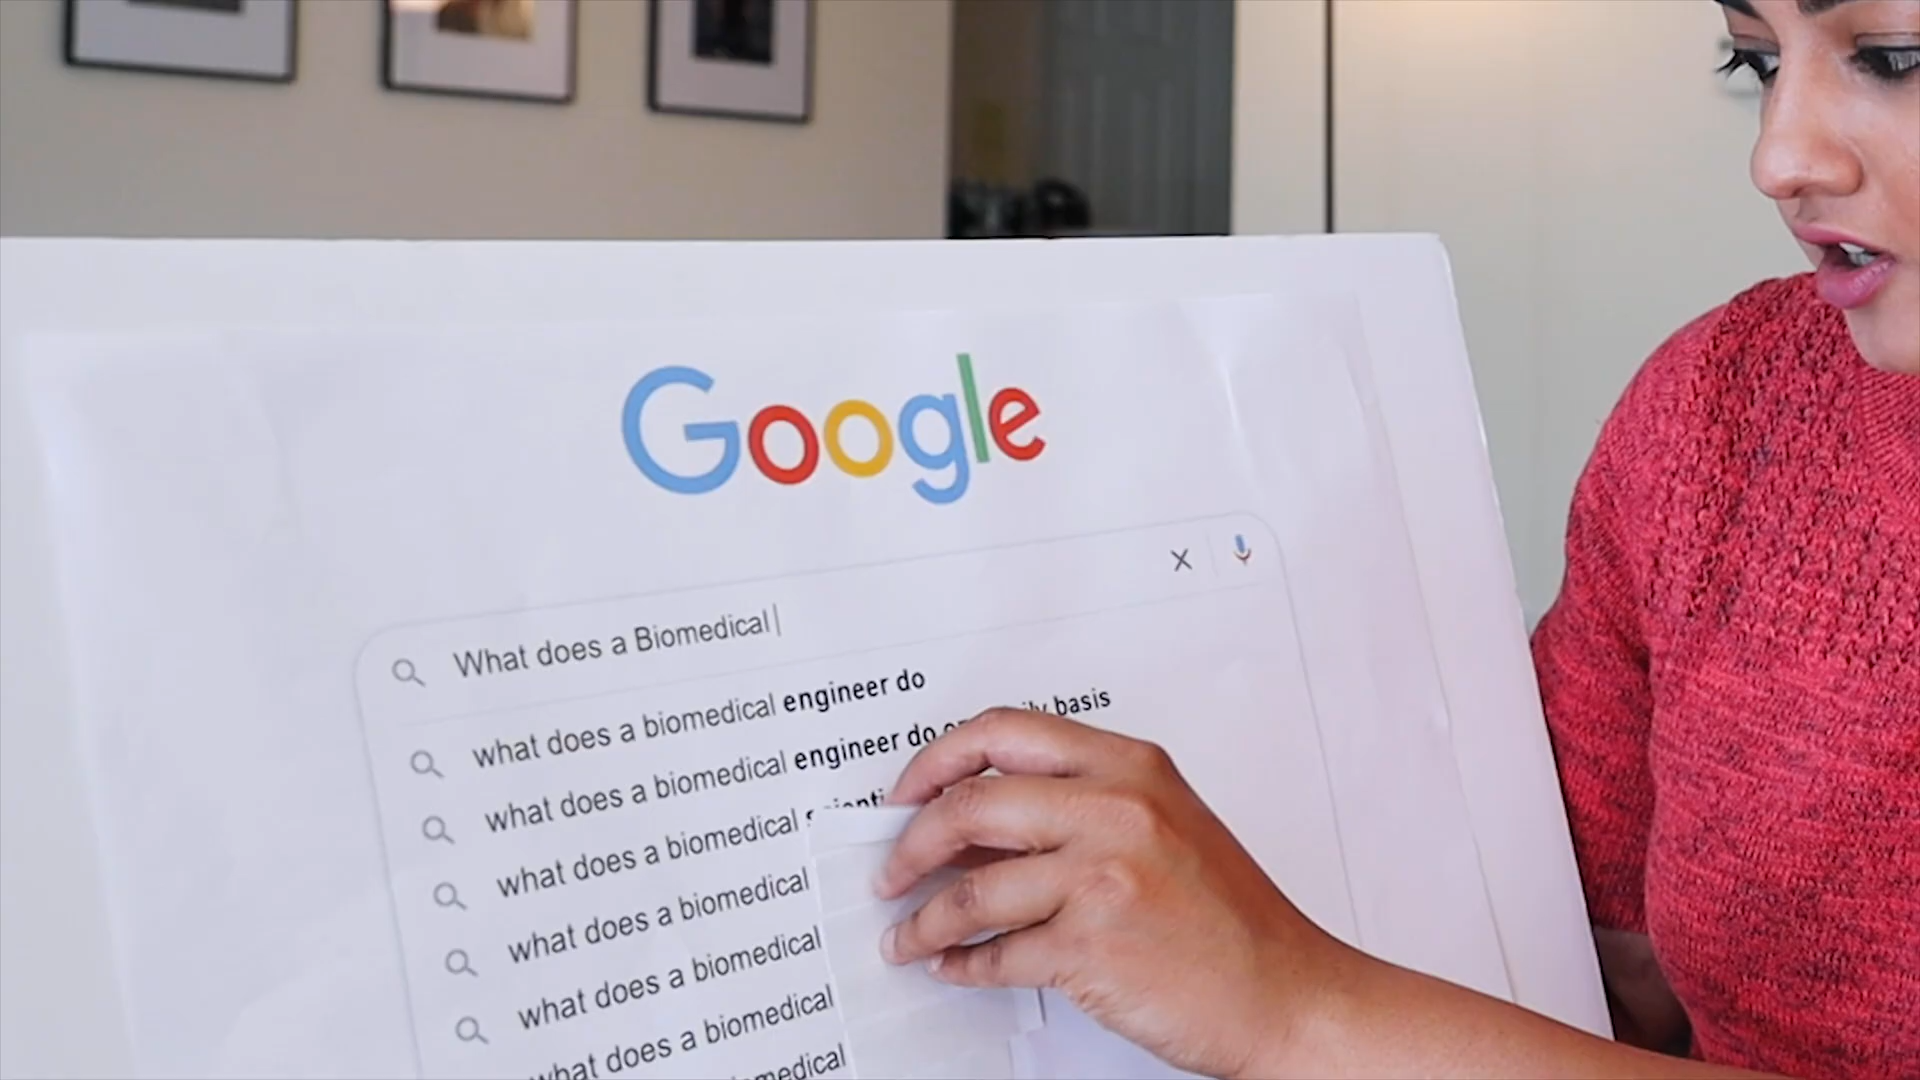 Google
What does a Biomedical
what does a biomedical engineer do
what does a biomedical engineer do basis
what does a biomedical
what does a biomedical
what does a biomedical
what does a biomedical